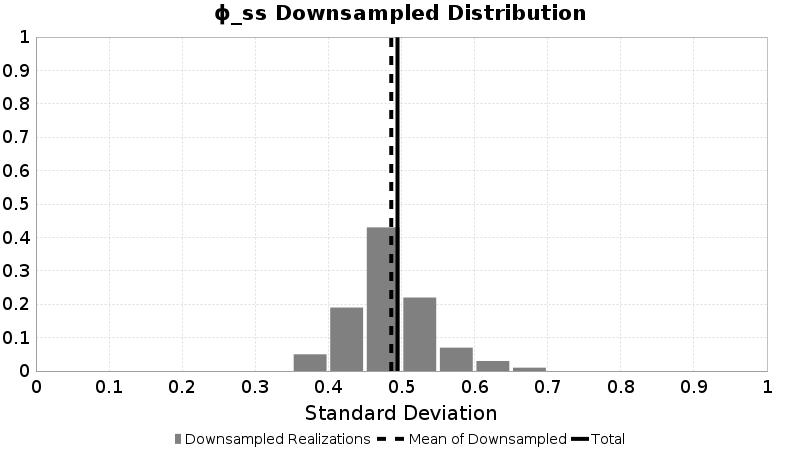 ϕ_ss Downsampled Distribution
1
0.9
0.8
0.7
0.6
0.5
0.4
0.3
0.2
0.1
0
0 0.1 0.2 0.3 0.4 0.5 0.6 0.7 0.8 0.9 1
Standard Deviation
Downsampled Realizations Mean of Downsampled Total